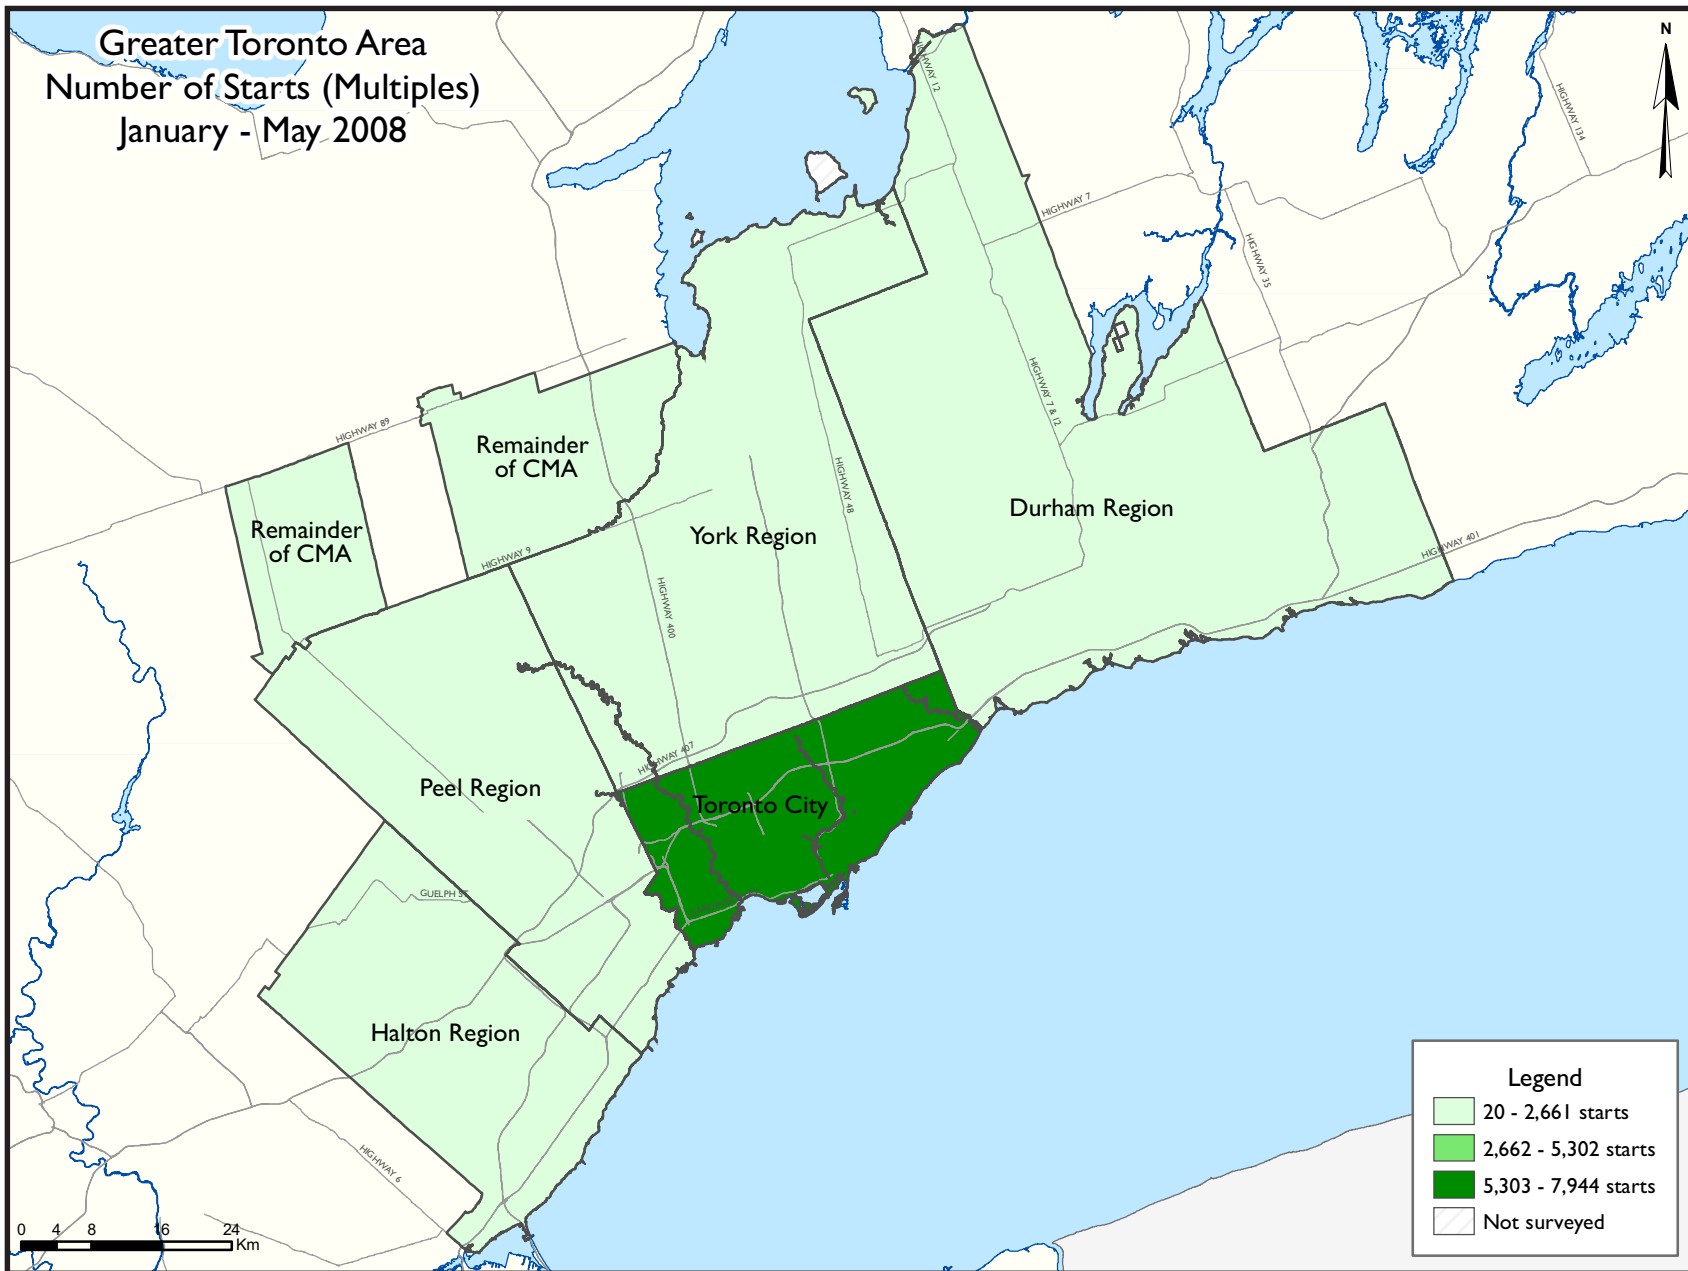 Greater Toronto Area
Number of Starts (Multiples)
January - May 2008
N
HIGHWAY 12
HIGHWAY 134
HIGHWAY 7
HIGHWAY 35
HIGHWAY 7 & 12
HIGHWAY 89
Remainder
of CMA
HIGHWAY 48
Remainder
of CMA
York Region
Durham Region
HIGHWAY 9
HIGHWAY 401
HIGHWAY 400
HIGHWAY 407
Peel Region
Toronto City
GUELPH ST
Halton Region
HIGHWAY 6
Legend
20 - 2,661 starts
2,662 - 5,302 starts
5,303 - 7,944 starts
Not surveyed
0 4 8 16 24
Km